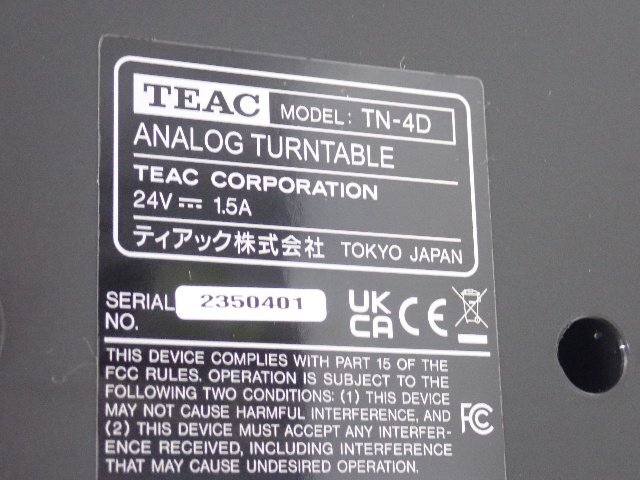 TEAC MODEL: TN-4D
ANALOG TURNTABLE
TEAC CORPORATION
24V ⎓ 1.5A
ティアック株式会社 TOKYO JAPAN
SERIAL NO. 2350401
UK CA CE
THIS DEVICE COMPLIES WITH PART 15 OF THE
FCC RULES. OPERATION IS SUBJECT TO THE
FOLLOWING TWO CONDITIONS: (1) THIS DEVICE
MAY NOT CAUSE HARMFUL INTERFERENCE, AND
(2) THIS DEVICE MUST ACCEPT ANY INTERFER-
ENCE RECEIVED, INCLUDING INTERFERENCE
THAT MAY CAUSE UNDESIRED OPERATION.
FC